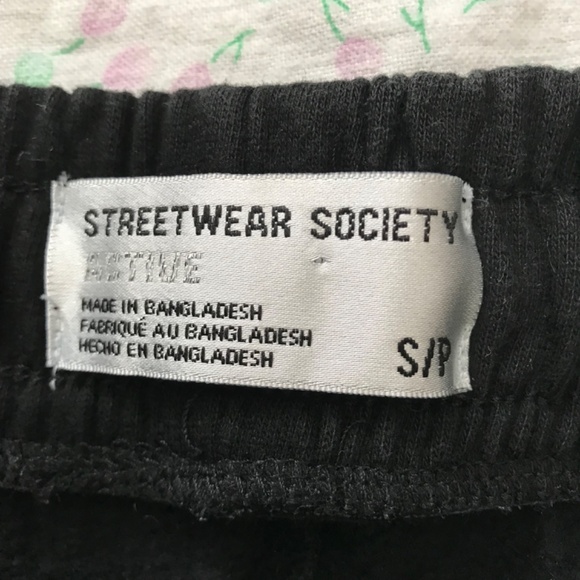 STREETWEAR SOCIETY
ACTIVE
MADE IN BANGLADESH
FABRIQUÉ AU BANGLADESH
HECHO EN BANGLADESH
S/P